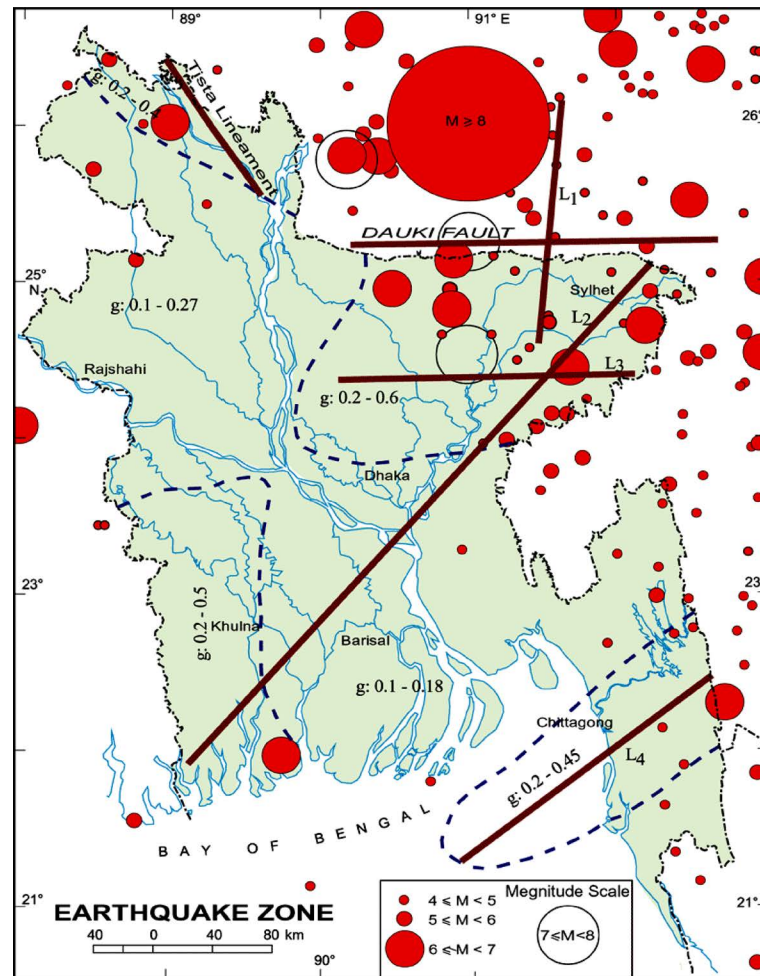 89°
91° E
g: 0.2 - 0.4
Tista Lineament
M ⩾ 8
26°
L1
DAUKI FAULT
25°
N
g: 0.1 - 0.27
Sylhet
L2
Rajshahi
L3
g: 0.2 - 0.6
Dhaka
23°
23°
g: 0.2 - 0.5
Khulna
Barisal
g: 0.1 - 0.18
Chittagong
L4
g: 0.2 - 0.45
BAY OF BENGAL
21°
21°
EARTHQUAKE ZONE
40 0 40 80 km
90°
Megnitude Scale
4 ⩽ M < 5
5 ⩽ M < 6
6 ⩽ M < 7
7⩽M<8